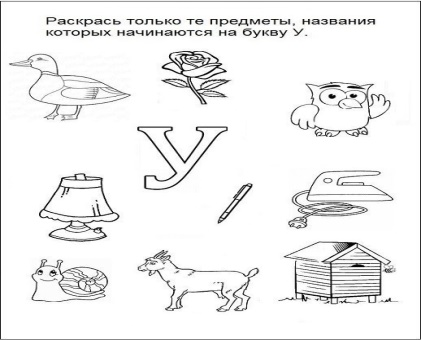 Раскрась только те предметы, названия
которых начинаются на букву У.
У